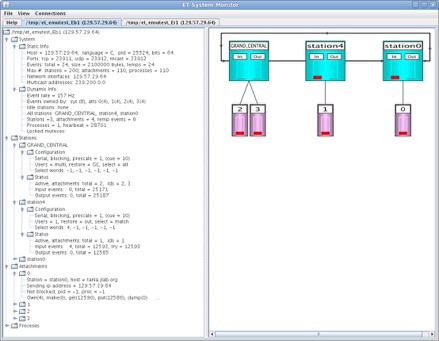 ET System Monitor
File View Connections
Help /tmp/et_emutest_Eb1 (129.57.29.64) /tmp/et_emutest_Eb1 (129.57.29.64)
/tmp/et_emutest_Eb1 (129.57.29.64)
System
Static Info
Host = 129.57.29.64, language = C, pid = 25524, bits = 64
Ports: tcp = 23911, udp = 23912, mcast = 23912
Events: total = 24, size = 2100000 bytes, temps = 24
Max #: stations = 200, attachments = 110, processes = 110
Network interfaces: 129.57.29.64
Multicast addresses: 239.200.0.0
Dynamic Info
Event rate = 157 Hz
Events owned by: sys (8), att0 0(4), 1(4), 2(4), 3(4)
Idle stations: none
All stations: GRAND_CENTRAL, station4, station0
Stations =3, attachments = 4, temp events = 0
Processes = 1, heartbeat = 28701
Locked mutexes:
Stations
GRAND_CENTRAL
Configuration
Serial, blocking, prescale = 1, (cue = 10)
Users = multi, restore = GC, select = all
Select words: -1, -1, -1, -1, -1, -1
Status
Active, attachments: total = 2, ids = 2, 3
Input events: 0, total = 25171
Output events: 0, total = 25187
station4
Configuration
Serial, blocking, prescale = 1, (cue = 10)
Users = 1, restore = out, select = match
Select words: 4, -1, -1, -1, -1, -1
Status
Active, attachments: total = 1, ids = 1
Input events: 4, total = 12593, try = 12593
Output events: 0, total = 12585
station0
Attachments
0
Station = station0, host = tania.jlab.org
Sending ip address = 129.57.29.64
Not blocked, pid = -1, proc = -1
Own(4), make(0), get(12590), put(12586), dump(0)
1
2
3
Processes
GRAND_CENTRAL station4 station0
In Out In Out In Out
2 3 1 0